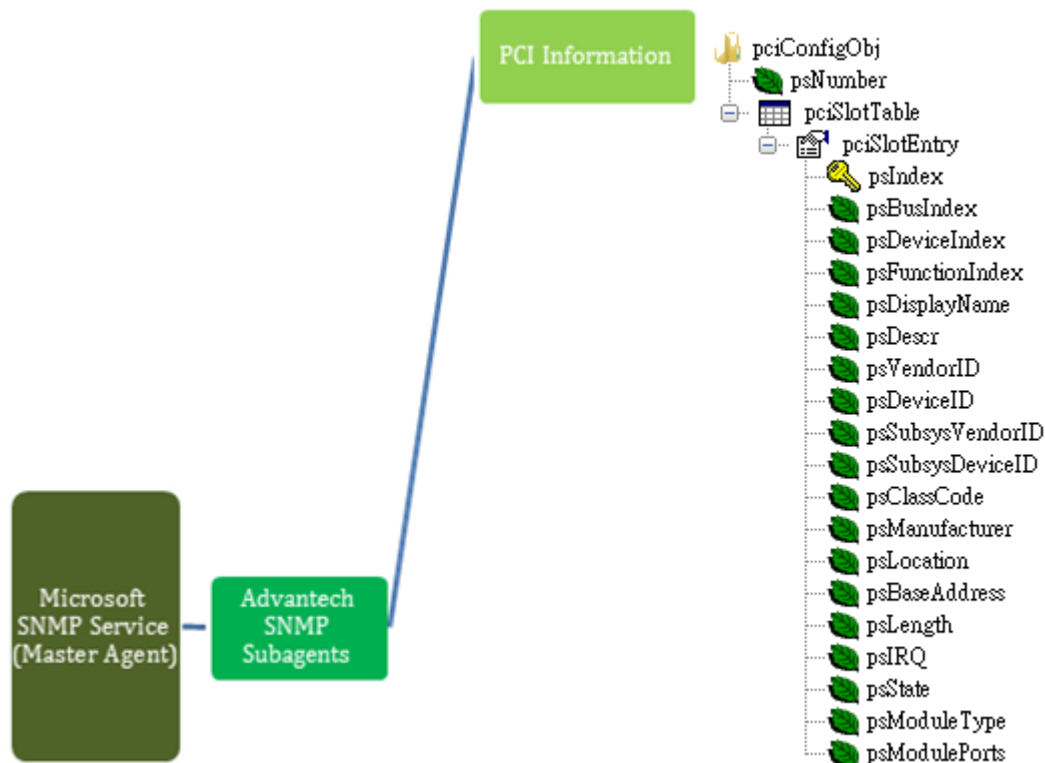 PCI Information
pciConfigObj
psNumber
pciSlotTable
pciSlotEntry
psIndex
psBusIndex
psDeviceIndex
psFunctionIndex
psDisplayName
psDescr
psVendorID
psDeviceID
psSubsysVendorID
psSubsysDeviceID
psClassCode
psManufacturer
psLocation
psBaseAddress
psLength
psIRQ
psState
psModuleType
psModulePorts
Microsoft
SNMP Service
(Master Agent)
Advantech
SNMP
Subagents